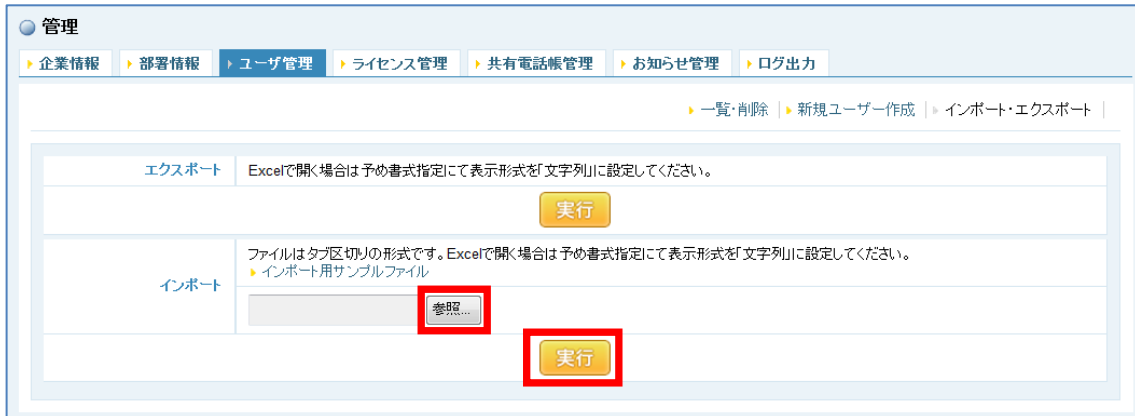 管理
企業情報 部署情報 ユーザ管理 ライセンス管理 共有電話帳管理 お知らせ管理 ログ出力
一覧・削除 | 新規ユーザー作成 | インポート・エクスポート |
エクスポート Excelで開く場合は予め書式指定にて表示形式を「文字列」に設定してください。
実行
ファイルはタブ区切りの形式です。Excelで開く場合は予め書式指定にて表示形式を「文字列」に設定してください。
インポート用サンプルファイル
インポート
参照...
実行